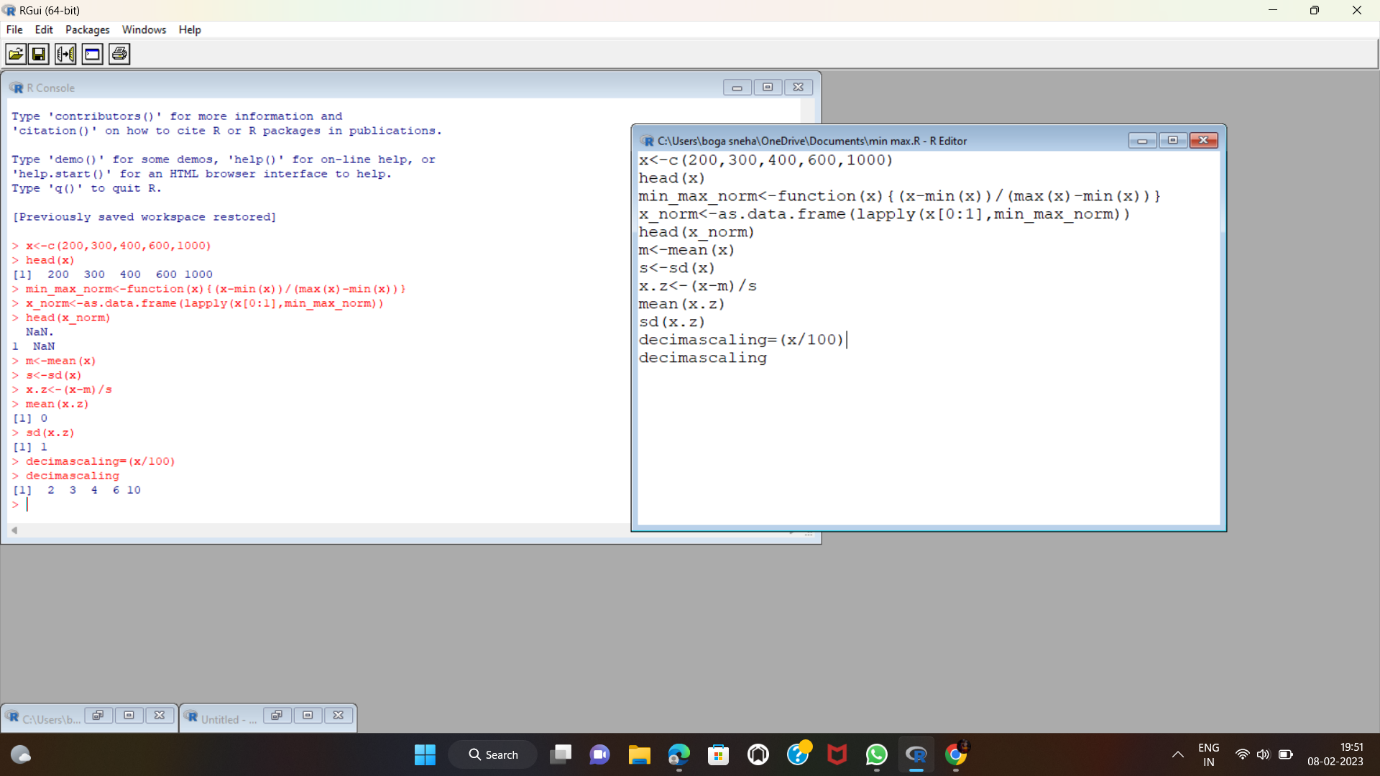 RGui (64-bit)
File Edit Packages Windows Help
R Console
Type 'contributors()' for more information and
'citation()' on how to cite R or R packages in publications.
Type 'demo()' for some demos, 'help()' for on-line help, or
'help.start()' for an HTML browser interface to help.
Type 'q()' to quit R.
[Previously saved workspace restored]
> x<-c(200,300,400,600,1000)
> head(x)
[1]  200  300  400  600 1000
> min_max_norm<-function(x){(x-min(x))/(max(x)-min(x))}
> x_norm<-as.data.frame(lapply(x[0:1],min_max_norm))
> head(x_norm)
  NaN.
1  NaN
> m<-mean(x)
> s<-sd(x)
> x.z<-(x-m)/s
> mean(x.z)
[1] 0
> sd(x.z)
[1] 1
> decimascaling=(x/100)
> decimascaling
[1]  2  3  4  6 10
>
C:\Users\boga sneha\OneDrive\Documents\min max.R - R Editor
x<-c(200,300,400,600,1000)
head(x)
min_max_norm<-function(x){(x-min(x))/(max(x)-min(x))}
x_norm<-as.data.frame(lapply(x[0:1],min_max_norm))
head(x_norm)
m<-mean(x)
s<-sd(x)
x.z<-(x-m)/s
mean(x.z)
sd(x.z)
decimascaling=(x/100)
decimascaling
C:\Users\b... Untitled - ...
Search
ENG
IN
19:51
08-02-2023